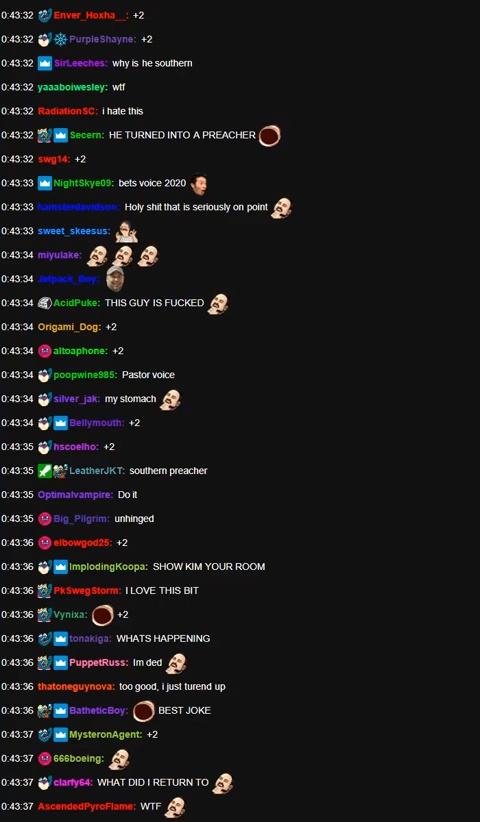 0:43:32 Enver_Hoxha__: +2
0:43:32 PurpleShayne: +2
0:43:32 SirLeeches: why is he southern
0:43:32 yaaaboiwesley: wtf
0:43:32 RadiationSC: i hate this
0:43:32 Secern: HE TURNED INTO A PREACHER
0:43:32 swg14: +2
0:43:33 NightSkye09: bets voice 2020
0:43:33 hamsterdavidson: Holy shit that is seriously on point
0:43:33 sweet_skeesus:
0:43:34 miyulake:
0:43:34 Jetpack_Boy:
0:43:34 AcidPuke: THIS GUY IS FUCKED
0:43:34 Origami_Dog: +2
0:43:34 altoaphone: +2
0:43:34 poopwine985: Pastor voice
0:43:34 silver_jak: my stomach
0:43:34 Bellymouth: +2
0:43:35 hscoelho: +2
0:43:35 LeatherJKT: southern preacher
0:43:35 Optimalvampire: Do it
0:43:35 Big_Pilgrim: unhinged
0:43:36 elbowgod25: +2
0:43:36 ImplodingKoopa: SHOW KIM YOUR ROOM
0:43:36 PkSwegStorm: I LOVE THIS BIT
0:43:36 Vynixa: +2
0:43:36 tonakiga: WHATS HAPPENING
0:43:36 PuppetRuss: Im ded
0:43:36 thatoneguynova: too good, i just turend up
0:43:36 BatheticBoy: BEST JOKE
0:43:37 MysteronAgent: +2
0:43:37 666boeing:
0:43:37 clarfy64: WHAT DID I RETURN TO
0:43:37 AscendedPyroFlame: WTF